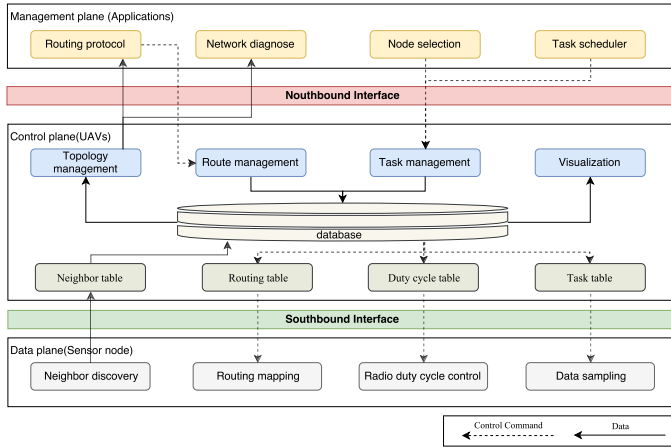 Management plane (Applications)
Routing protocol
Network diagnose
Node selection
Task scheduler
Nouthbound Interface
Control plane(UAVs)
Topology
management
Route management
Task management
Visualization
database
Neighbor table
Routing table
Duty cycle table
Task table
Southbound Interface
Data plane(Sensor node)
Neighbor discovery
Routing mapping
Radio duty cycle control
Data sampling
Control Command
Data